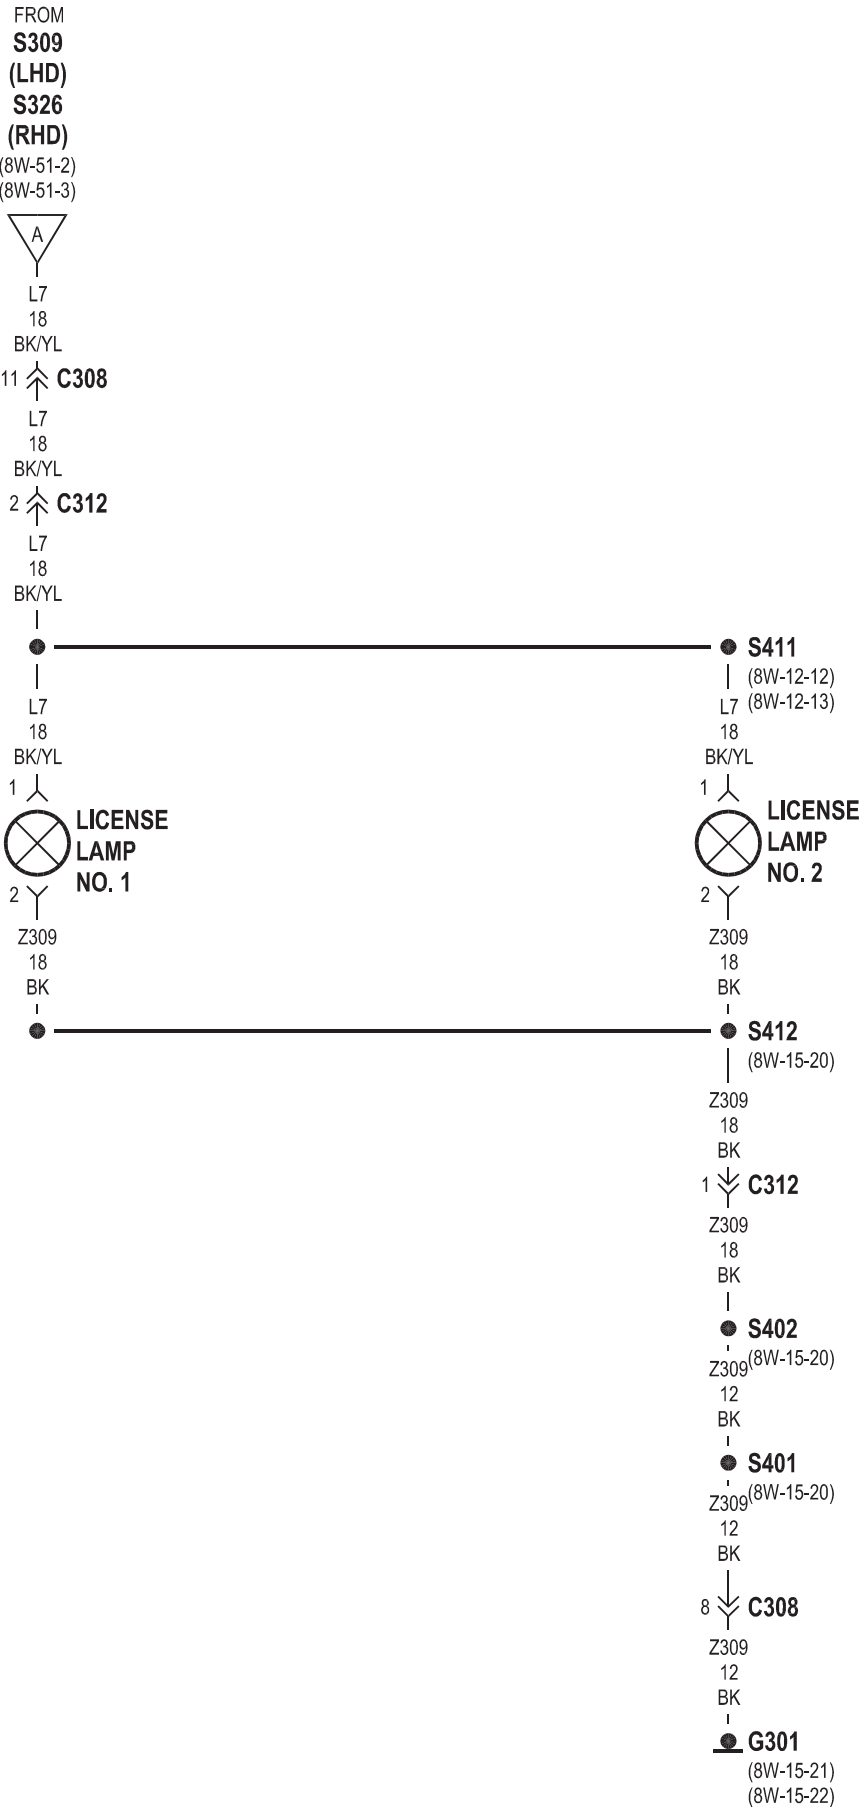 FROM
S309
(LHD)
S326
(RHD)
(8W-51-2)
(8W-51-3)
A
L7
18
BK/YL
11 C308
L7
18
BK/YL
2 C312
L7
18
BK/YL
S411
(8W-12-12)
(8W-12-13)
L7
18
BK/YL
1
LICENSE
LAMP
NO. 1
2
Z309
18
BK
L7
18
BK/YL
1
LICENSE
LAMP
NO. 2
2
Z309
18
BK
S412
(8W-15-20)
Z309
18
BK
1 C312
Z309
18
BK
S402
(8W-15-20)
Z309
12
BK
S401
(8W-15-20)
Z309
12
BK
8 C308
Z309
12
BK
G301
(8W-15-21)
(8W-15-22)